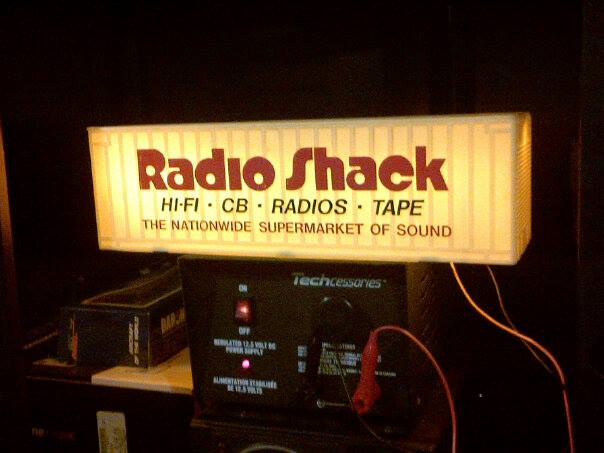 Radio Shack
HI-FI • CB • RADIOS • TAPE
THE NATIONWIDE SUPERMARKET OF SOUND
Techcessories
ON
OFF
REGULATED 12.5 VOLT DC
POWER SUPPLY
ALIMENTATION STABILISÉE
DE 12.5 VOLTS